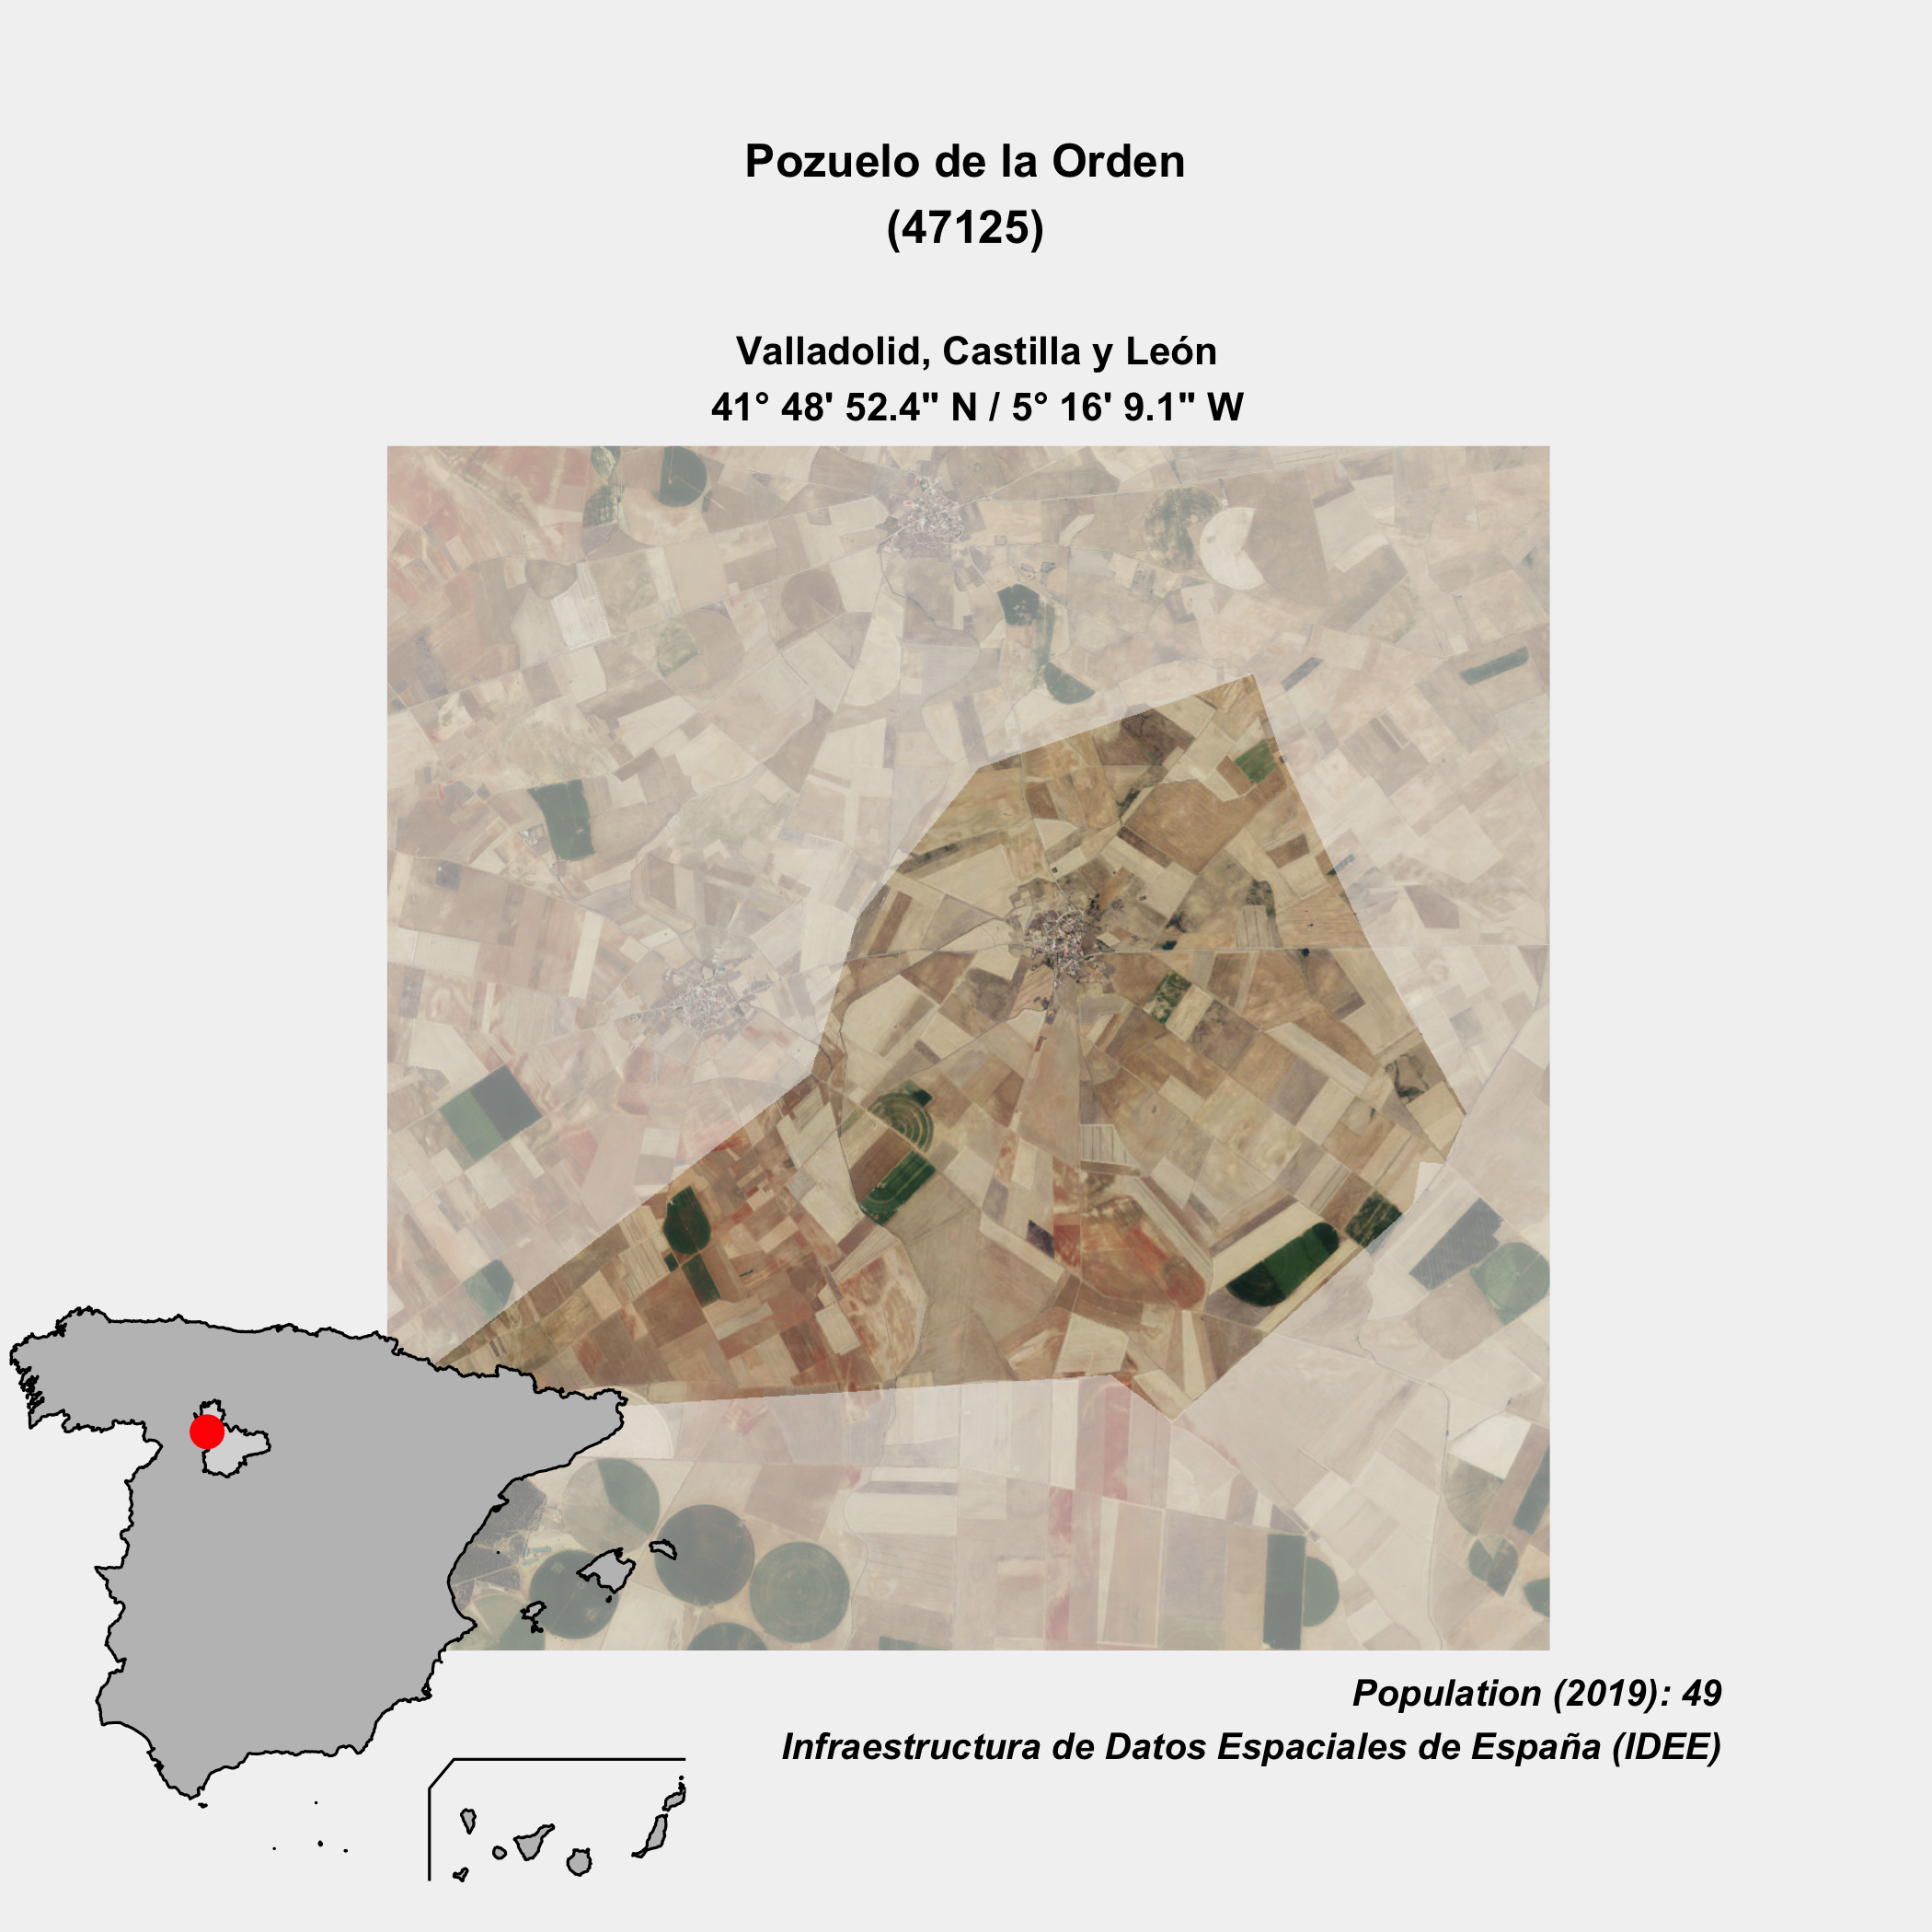 Pozuelo de la Orden
(47125)
Valladolid, Castilla y León
41° 48' 52.4" N / 5° 16' 9.1" W
Population (2019): 49
Infraestructura de Datos Espaciales de España (IDEE)